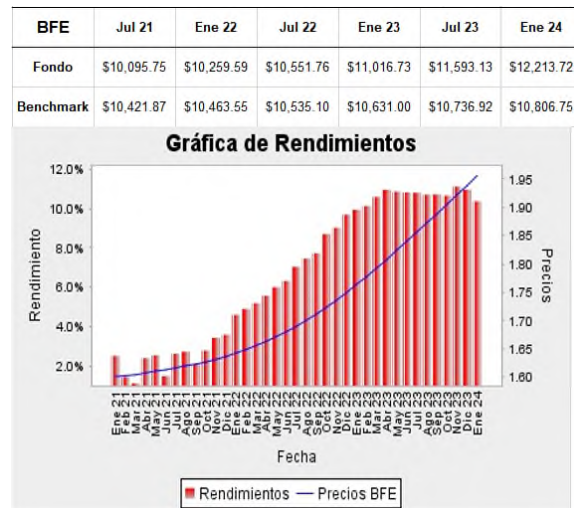 BFE Jul 21 Ene 22 Jul 22 Ene 23 Jul 23 Ene 24
Fondo $10,095.75 $10,259.59 $10,551.76 $11,016.73 $11,593.13 $12,213.72
Benchmark $10,421.87 $10,463.55 $10,535.10 $10,631.00 $10,736.92 $10,806.75
Gráfica de Rendimientos
12.0%
10.0%
8.0%
6.0%
4.0%
2.0%
Rendimiento
1.95
1.90
1.85
1.80
1.75
1.70
1.65
1.60
Precios
Ene 21
Feb 21
Mar 21
Abr 21
May 21
Jun 21
Jul 21
Ago 21
Sep 21
Oct 21
Nov 21
Dic 21
Ene 22
Feb 22
Mar 22
Abr 22
May 22
Jun 22
Jul 22
Ago 22
Sep 22
Oct 22
Nov 22
Dic 22
Ene 23
Feb 23
Mar 23
Abr 23
May 23
Jun 23
Jul 23
Ago 23
Sep 23
Oct 23
Nov 23
Dic 23
Ene 24
Fecha
Rendimientos Precios BFE